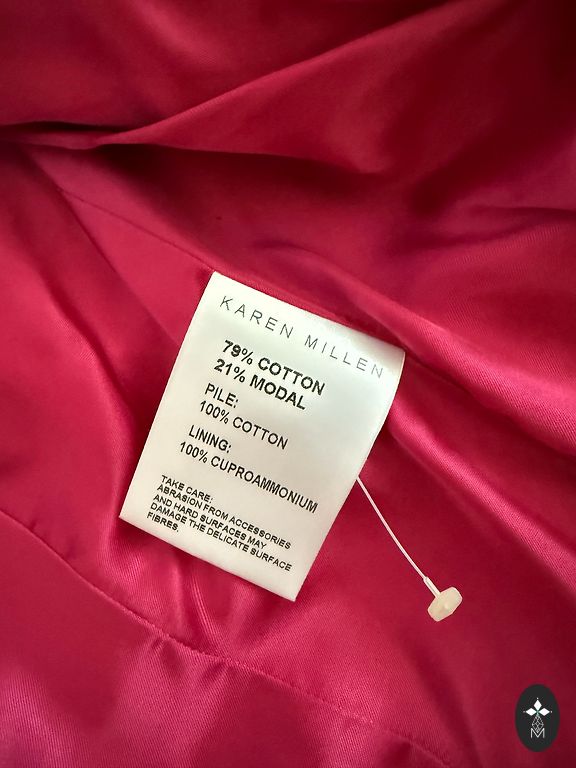 KAREN MILLEN
79% COTTON
21% MODAL
PILE:
100% COTTON
LINING:
100% CUPROAMMONIUM
TAKE CARE:
ABRASION FROM ACCESSORIES
AND HARD SURFACES MAY
DAMAGE THE DELICATE SURFACE
FIBRES.
M